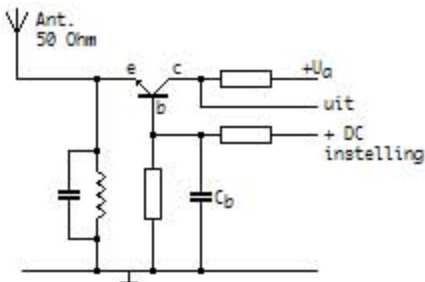 Ant.
50 Ohm
e
c
b
+Ua
uit
+ DC
instelling
Cb